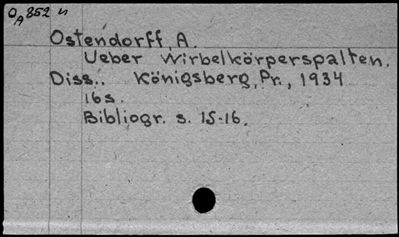 O A 852 n
Ostendorff, A.
Ueber Wirbelkörperspalten.
Diss.. Königsberg, Pr., 1934
16 s.
Bibliogr. s. 15-16.